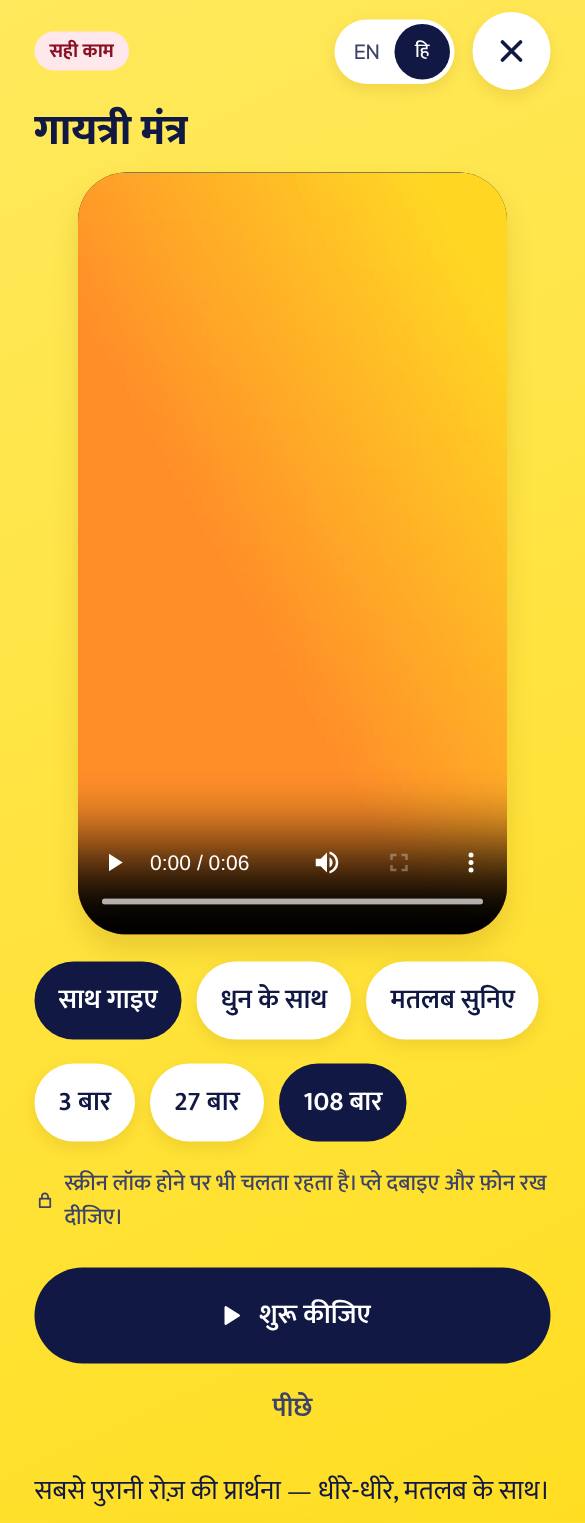 सही काम
EN हि
गायत्री मंत्र
0:00 / 0:06
साथ गाइए धुन के साथ मतलब सुनिए
3 बार 27 बार 108 बार
स्क्रीन लॉक होने पर भी चलता रहता है। प्ले दबाइए और फ़ोन रख
दीजिए।
शुरू कीजिए
पीछे
सबसे पुरानी रोज़ की प्रार्थना — धीरे-धीरे, मतलब के साथ।